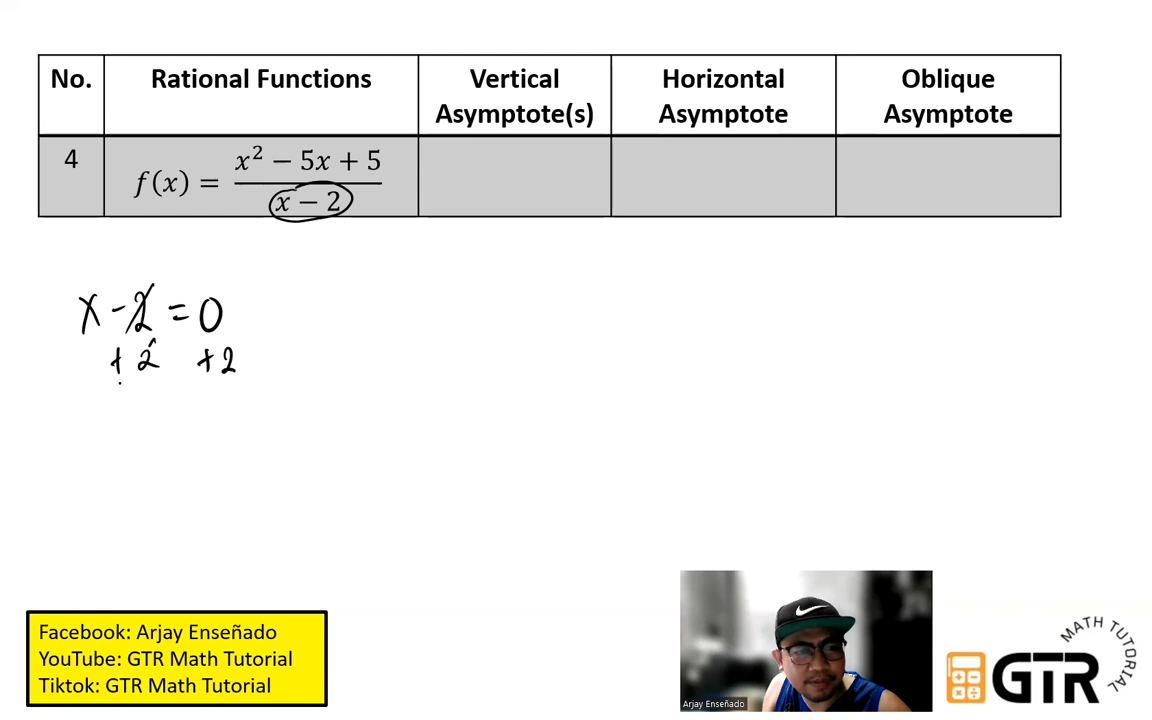 No. Rational Functions Vertical Asymptote(s) Horizontal Asymptote Oblique Asymptote
4 f(x) = x² − 5x + 5 / x − 2
x - 2 = 0
+ 2 + 2
Facebook: Arjay Enseñado
YouTube: GTR Math Tutorial
Tiktok: GTR Math Tutorial
Arjay Enseñado
GTR
MATH TUTORIAL